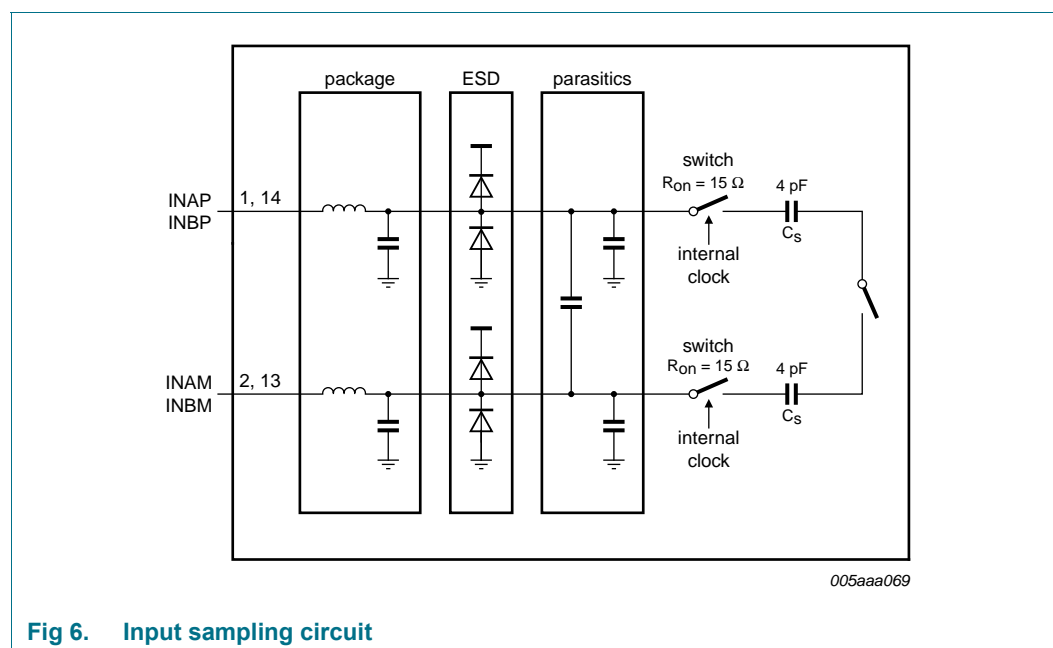 package
ESD
parasitics
switch
Ron = 15 Ω
4 pF
INAP
INBP
1, 14
internal
clock
Cs
switch
Ron = 15 Ω
4 pF
INAM
INBM
2, 13
internal
clock
Cs
005aaa069
Fig 6. Input sampling circuit